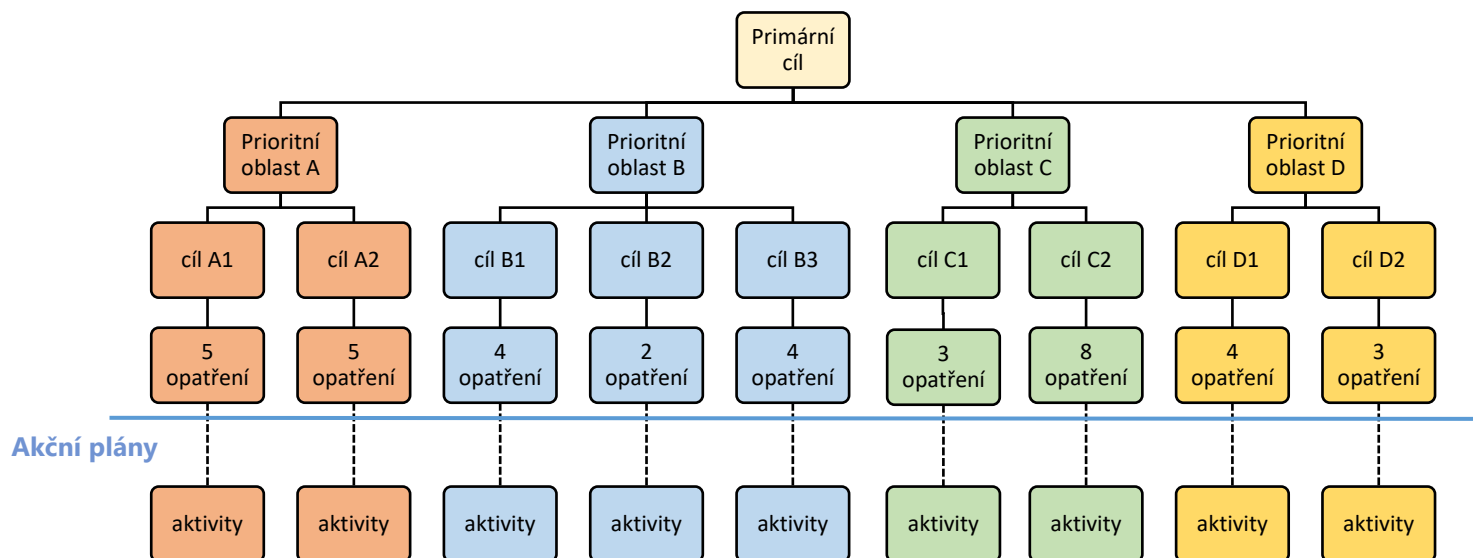 Primární
cíl
Prioritní
oblast A
Prioritní
oblast B
Prioritní
oblast C
Prioritní
oblast D
cíl A1
cíl A2
cíl B1
cíl B2
cíl B3
cíl C1
cíl C2
cíl D1
cíl D2
5
opatření
5
opatření
4
opatření
2
opatření
4
opatření
3
opatření
8
opatření
4
opatření
3
opatření
Akční plány
aktivity
aktivity
aktivity
aktivity
aktivity
aktivity
aktivity
aktivity
aktivity